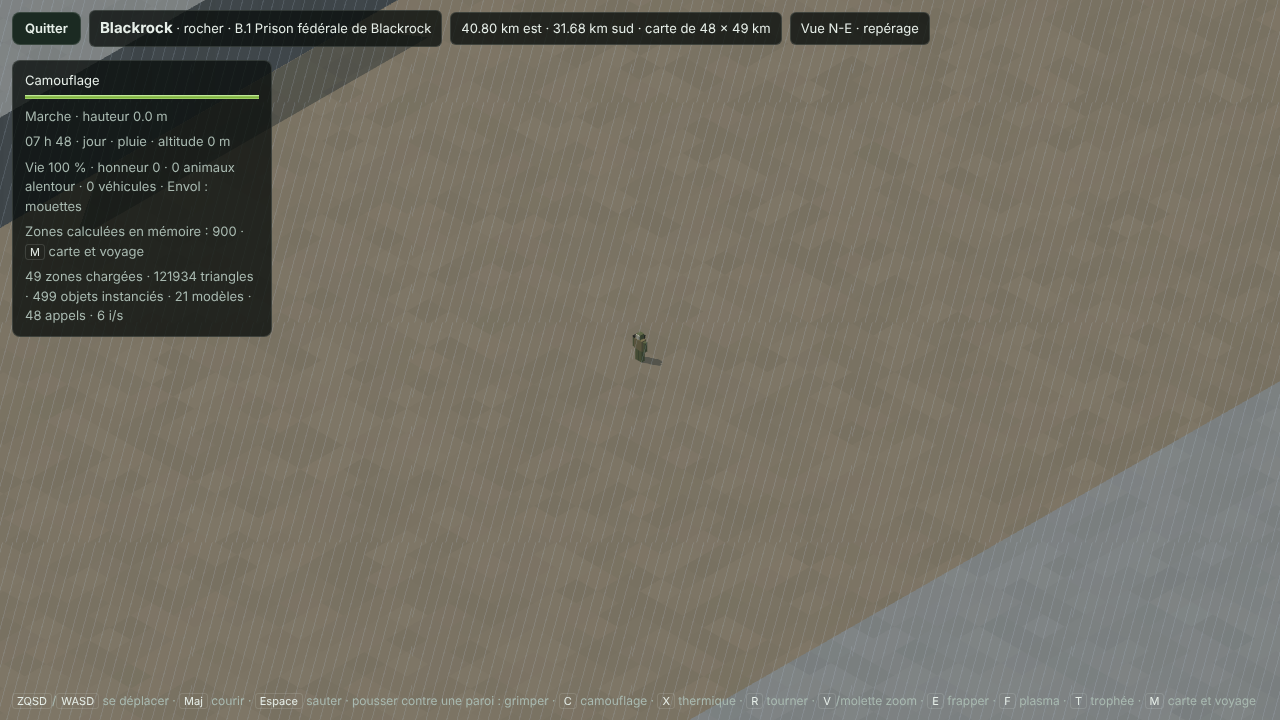 Quitter
Blackrock · rocher · B.1 Prison fédérale de Blackrock
40.80 km est · 31.68 km sud · carte de 48 × 49 km
Vue N-E · repérage
Camouflage
Marche · hauteur 0.0 m
07 h 48 · jour · pluie · altitude 0 m
Vie 100 % · honneur 0 · 0 animaux
alentour · 0 véhicules · Envol :
mouettes
Zones calculées en mémoire : 900 ·
M carte et voyage
49 zones chargées · 121934 triangles
· 499 objets instanciés · 21 modèles ·
48 appels · 6 i/s
ZQSD / WASD se déplacer · Maj courir · Espace sauter · pousser contre une paroi : grimper · C camouflage · X thermique · R tourner · V /molette zoom · E frapper · F plasma · T trophée · M carte et voyage